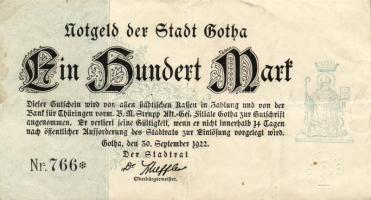 Notgeld der Stadt Gotha
Ein Hundert Mark
Dieser Gutschein wird von allen städtischen Kassen in Zahlung und von der
Bank für Thüringen vorm. B. M. Strupp Akt.-Ges. Filiale Gotha zur Gutschrift
angenommen. Er verliert seine Gültigkeit, wenn er nicht innerhalb 14 Tagen
nach öffentlicher Aufforderung des Stadtrats zur Einlösung vorgelegt wird.
Gotha, den 30. September 1922.
Der Stadtrat
Nr. 766*
Dr.
Oberbürgermeister.